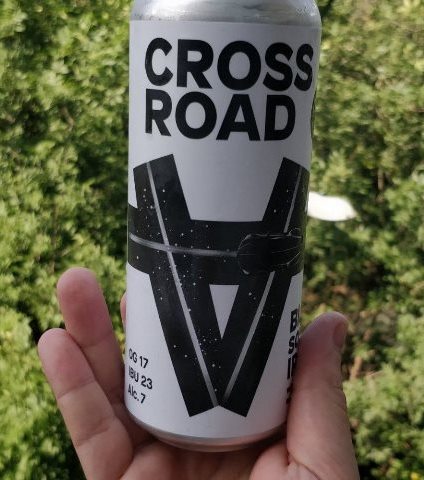 CROSS
ROAD
OG 17
IBU 23
Alc. 7